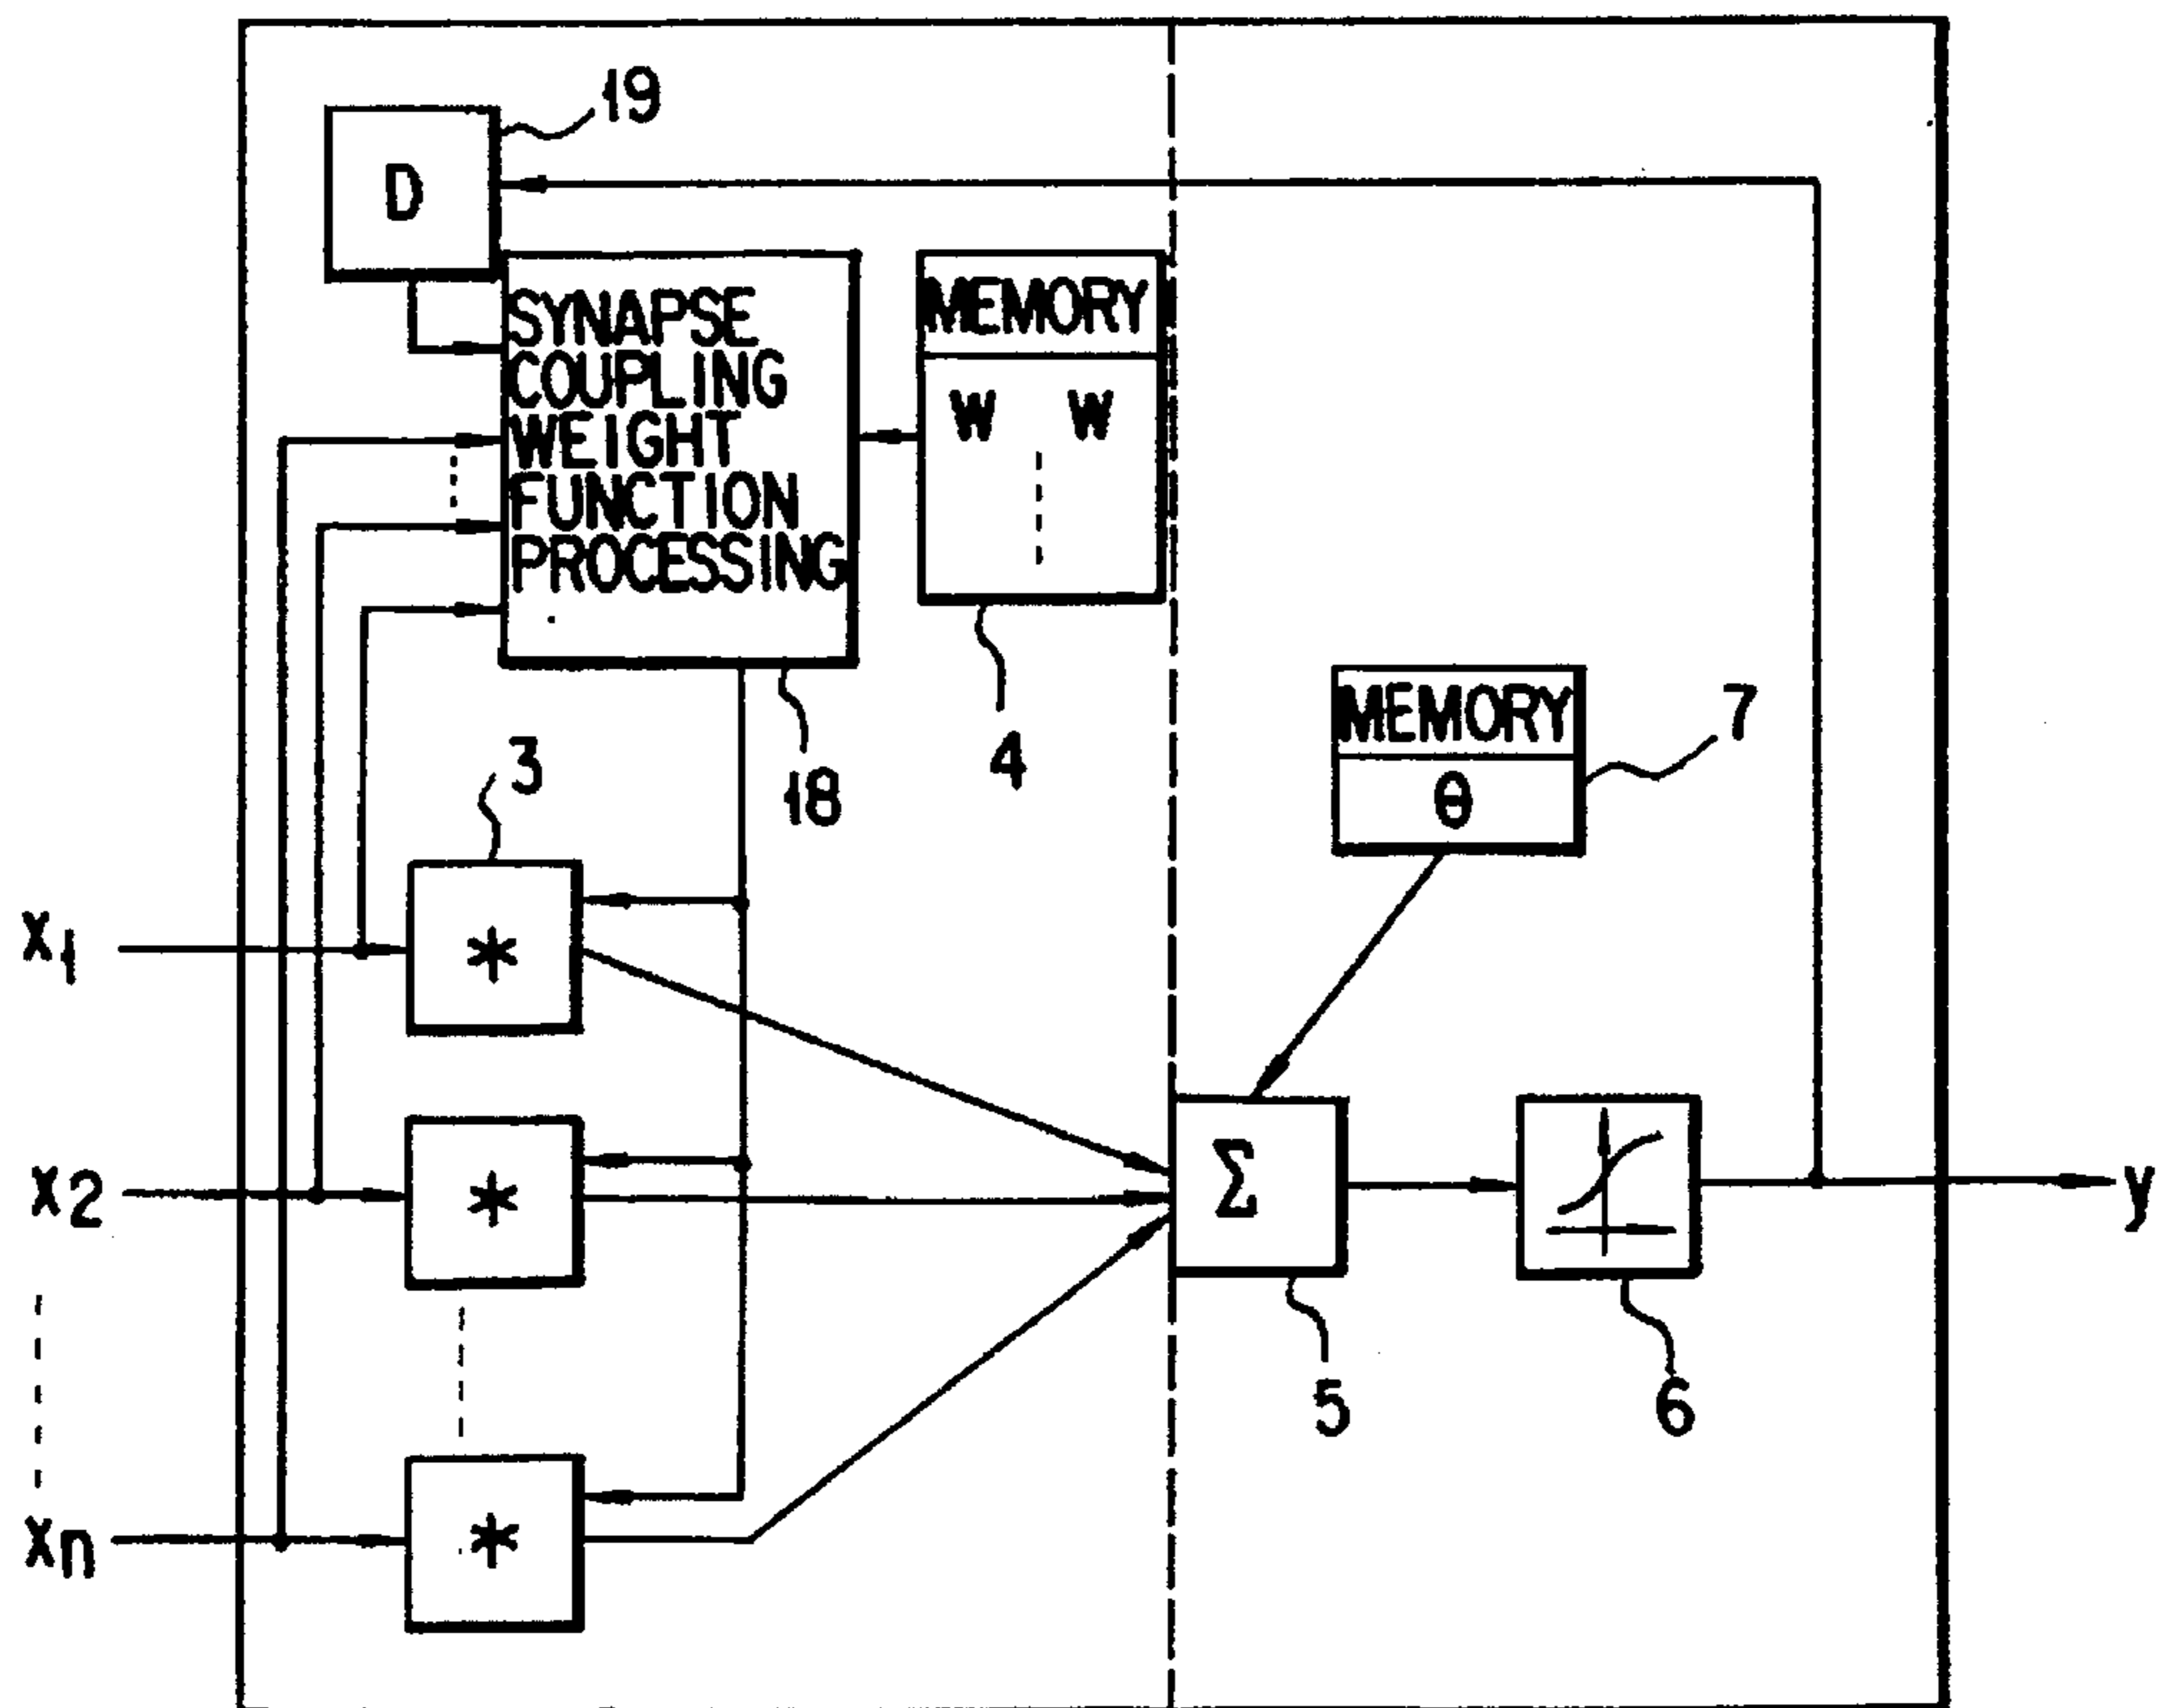 19
D
SYNAPSE
COUPLING
WEIGHT
FUNCTION
PROCESSING
MEMORY
W W
18
4
MEMORY
θ
7
3
X1
*
X2
*
Σ
y
5
6
Xn
*